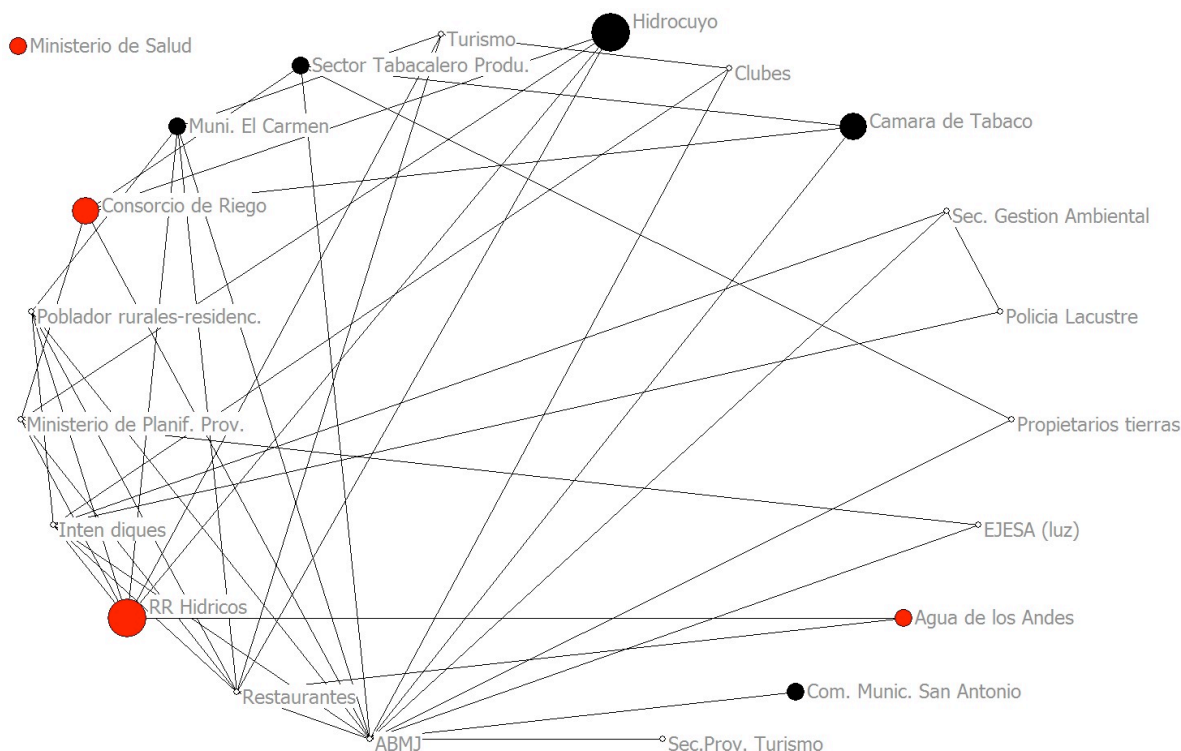 Hidrocuyo
Turismo
Ministerio de Salud
Sector Tabacalero Produ.
Clubes
Muni. El Carmen
Camara de Tabaco
Consorcio de Riego
Sec. Gestion Ambiental
Poblador rurales-residenc.
Policia Lacustre
Ministerio de Planif. Prov.
Propietarios tierras
Inten diques
EJESA (luz)
RR Hidricos
Agua de los Andes
Restaurantes
Com. Munic. San Antonio
ABMJ
Sec.Prov. Turismo